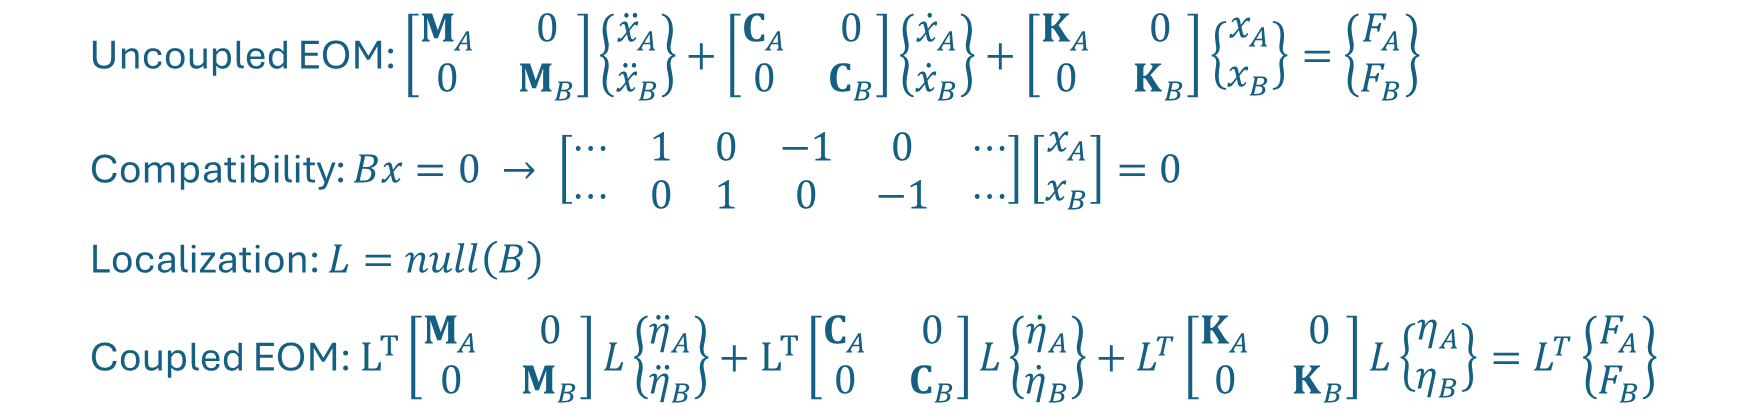 Uncoupled EOM: [𝐌_A 0; 0 𝐌_B] {ẍ_A; ẍ_B} + [𝐂_A 0; 0 𝐂_B] {ẋ_A; ẋ_B} + [𝐊_A 0; 0 𝐊_B] {x_A; x_B} = {F_A; F_B}
Compatibility: Bx = 0 → [⋯ 1 0 −1 0 ⋯; … 0 1 0 −1 …] [x_A; x_B] = 0
Localization: L = null(B)
Coupled EOM: L^T [𝐌_A 0; 0 𝐌_B] L {η̈_A; η̈_B} + L^T [𝐂_A 0; 0 𝐂_B] L {η̇_A; η̇_B} + L^T [𝐊_A 0; 0 𝐊_B] L {η_A; η_B} = L^T {F_A; F_B}